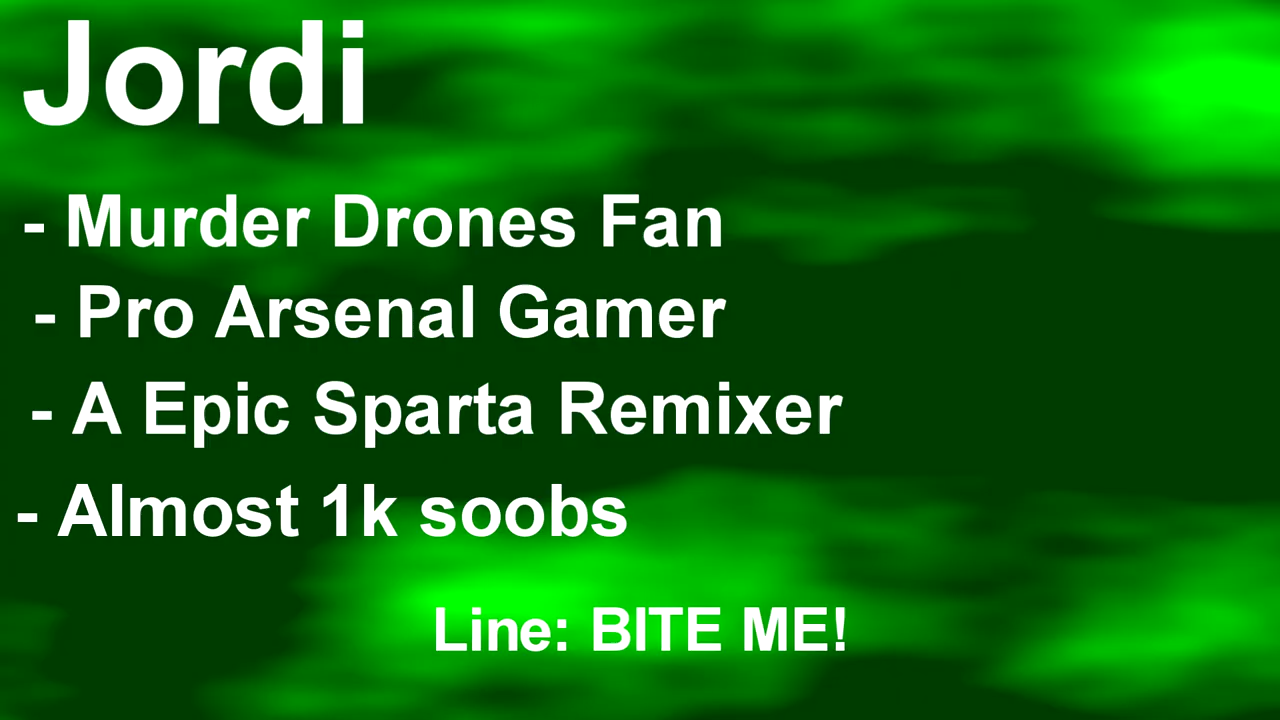 Jordi
- Murder Drones Fan
- Pro Arsenal Gamer
- A Epic Sparta Remixer
- Almost 1k soobs
Line: BITE ME!